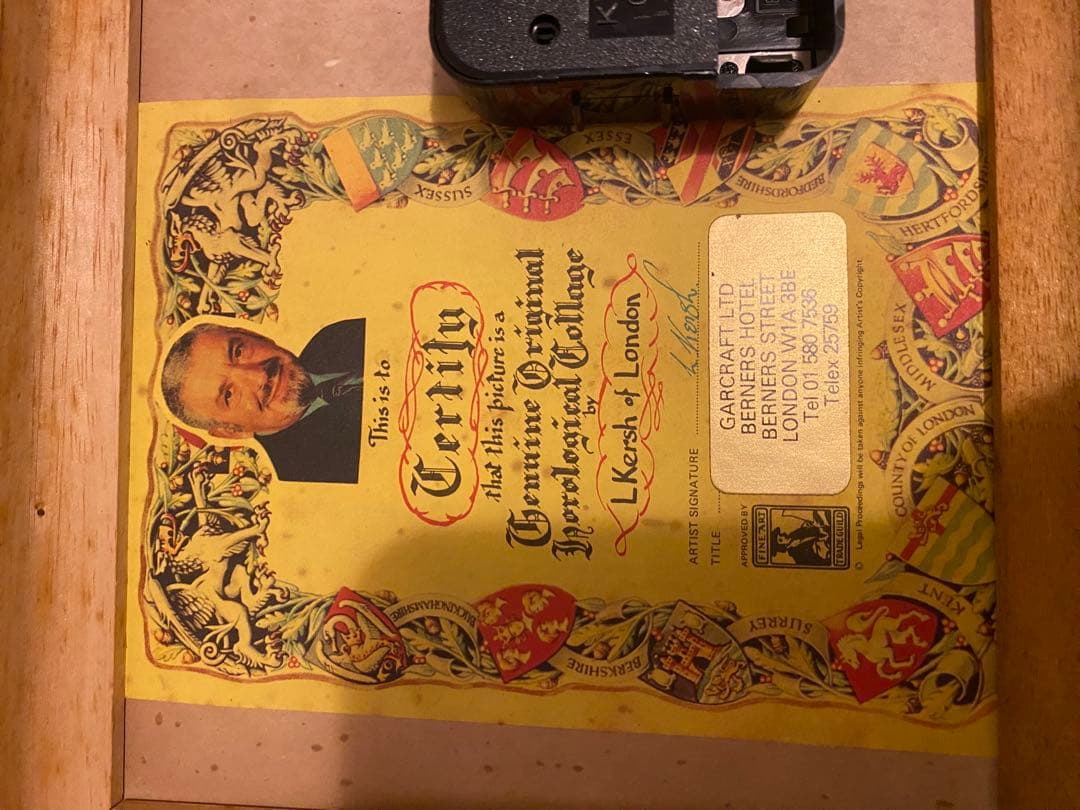 This is to
Certify
that this picture is a
Genuine Original
Horological Collage
by
L Kersh of London
ARTIST SIGNATURE
L Kersh
TITLE
GARCRAFT LTD
BERNERS HOTEL
BERNERS STREET
LONDON W1A 3BE
Tel 01 580 7536
Telex 25759
APPROVED BY
FINE ART
TRADE GUILD
© Legal Proceedings will be taken against anyone infringing Artist's Copyright
BUCKINGHAMSHIRE
BERKSHIRE
SURREY
KENT
COUNTY OF LONDON
MIDDLESEX
HERTFORDSHIRE
BEDFORDSHIRE
ESSEX
SUSSEX